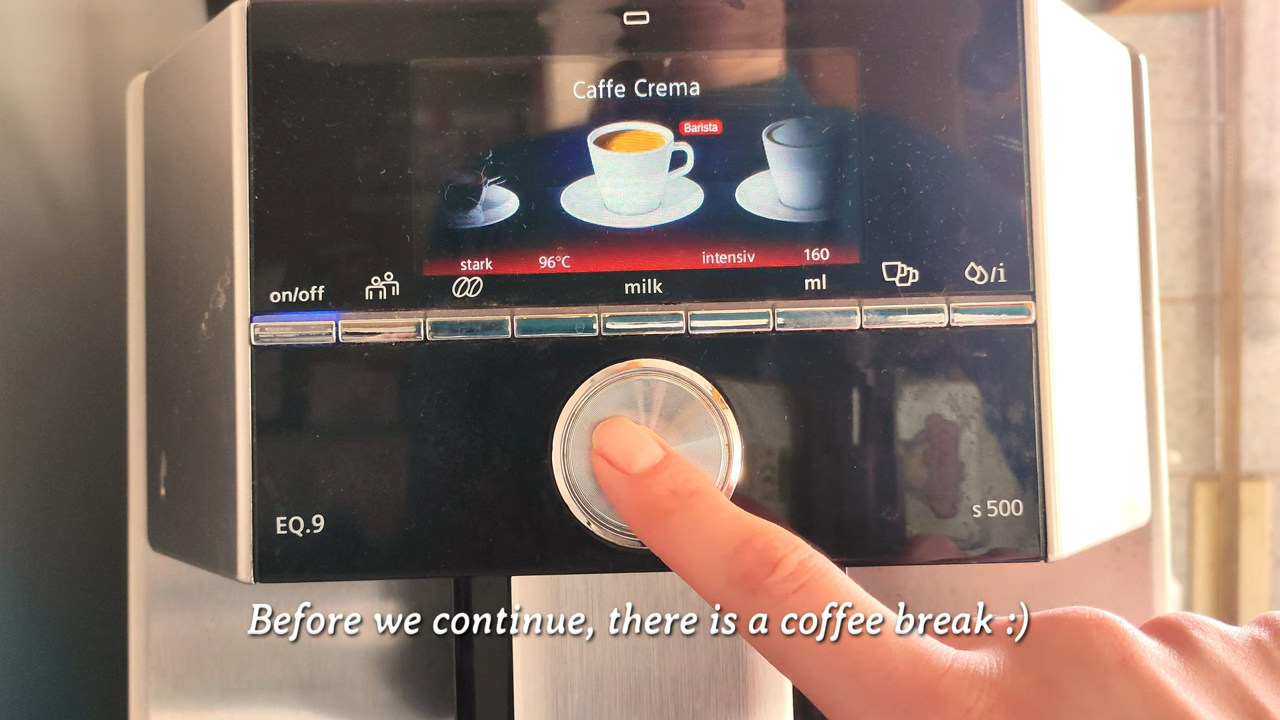 Caffe Crema
Barista
stark 96°C intensiv 160
on/off milk ml /i
EQ.9
s 500
Before we continue, there is a coffee break :)